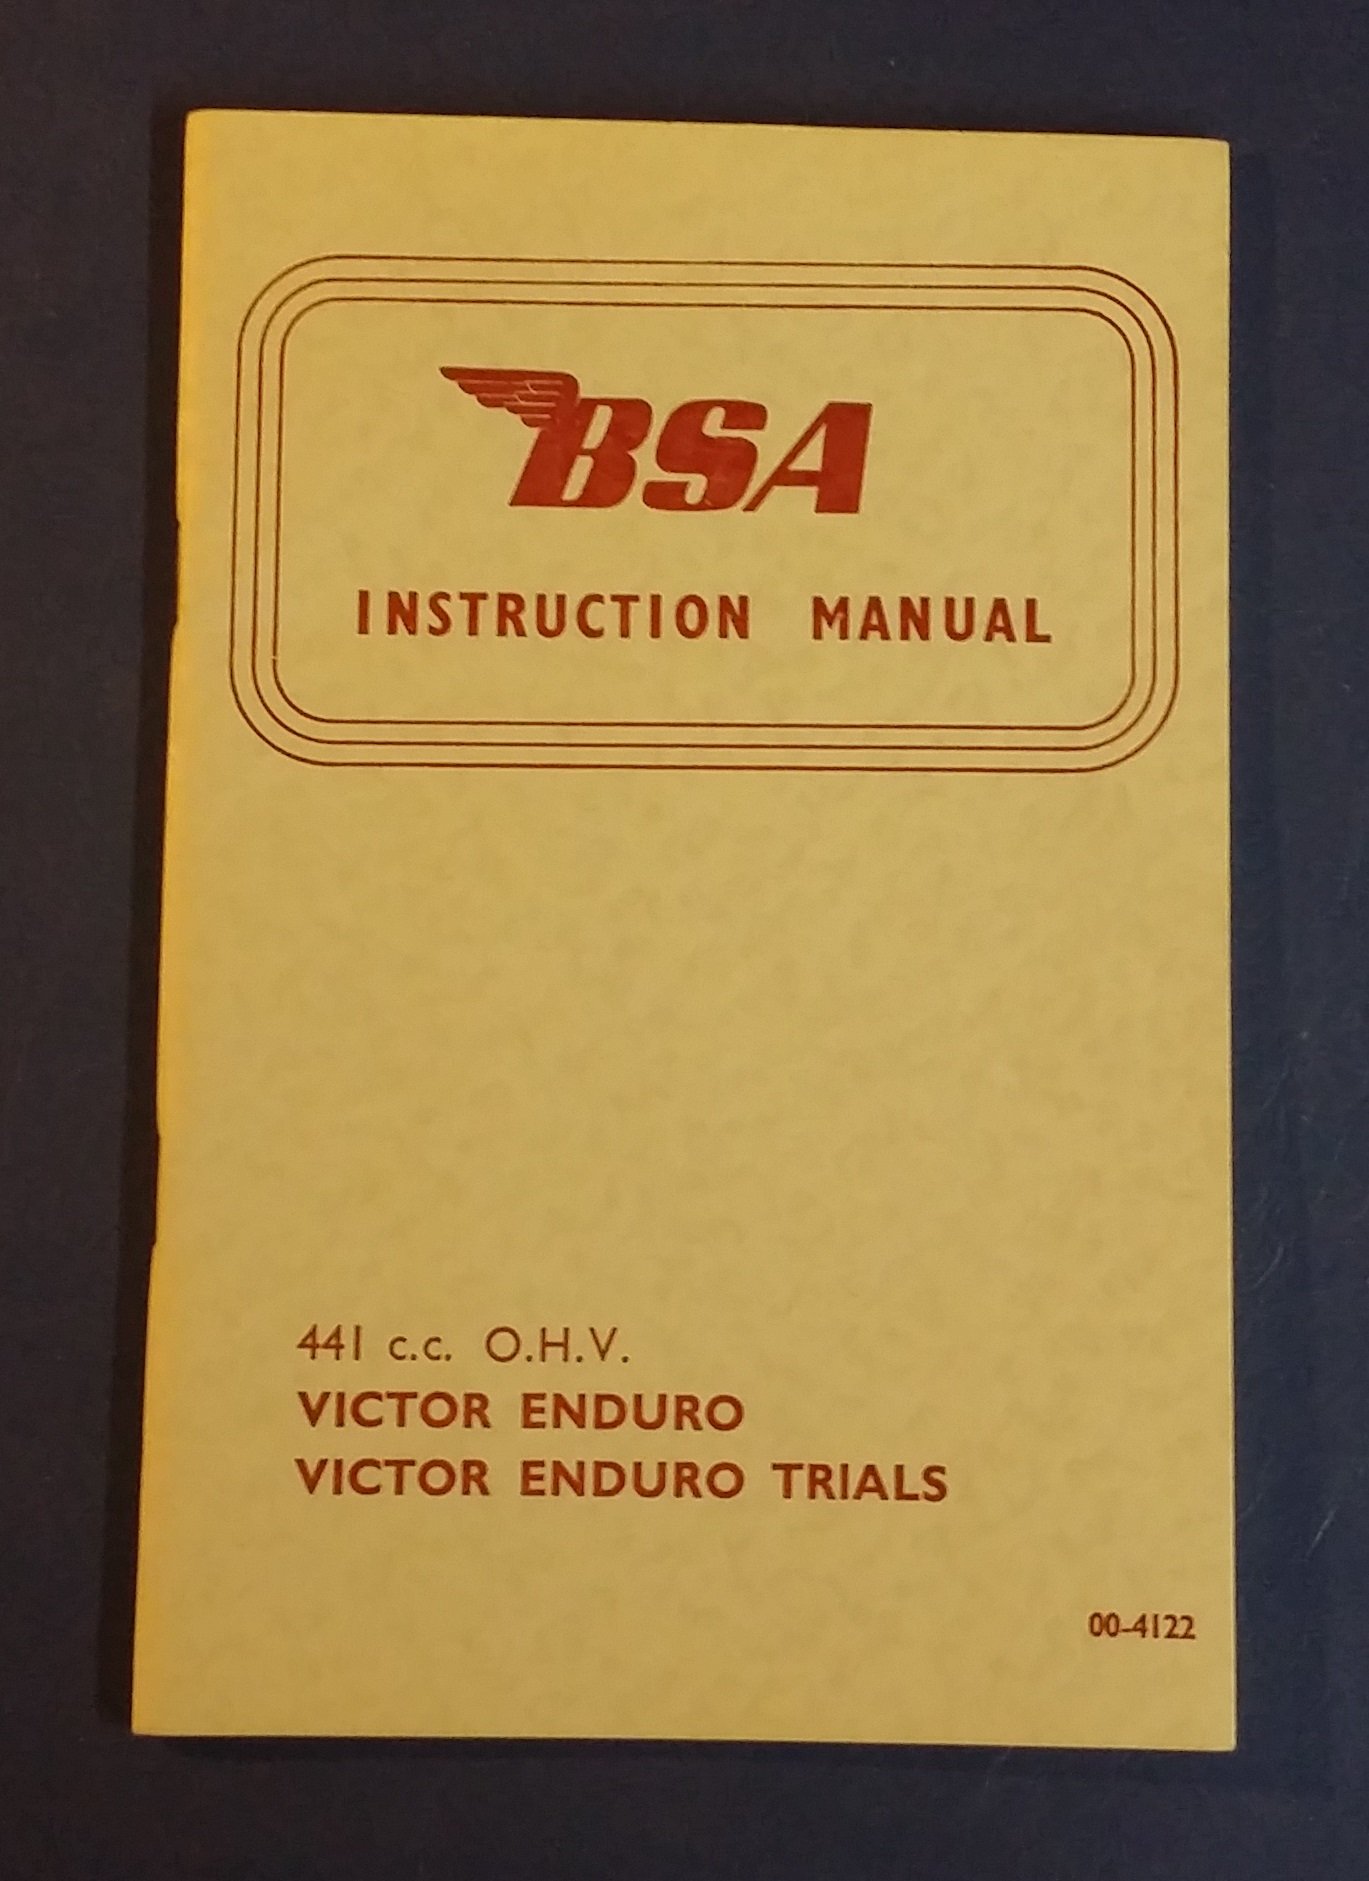 BSA
INSTRUCTION MANUAL
441 c.c. O.H.V.
VICTOR ENDURO
VICTOR ENDURO TRIALS
00-4122